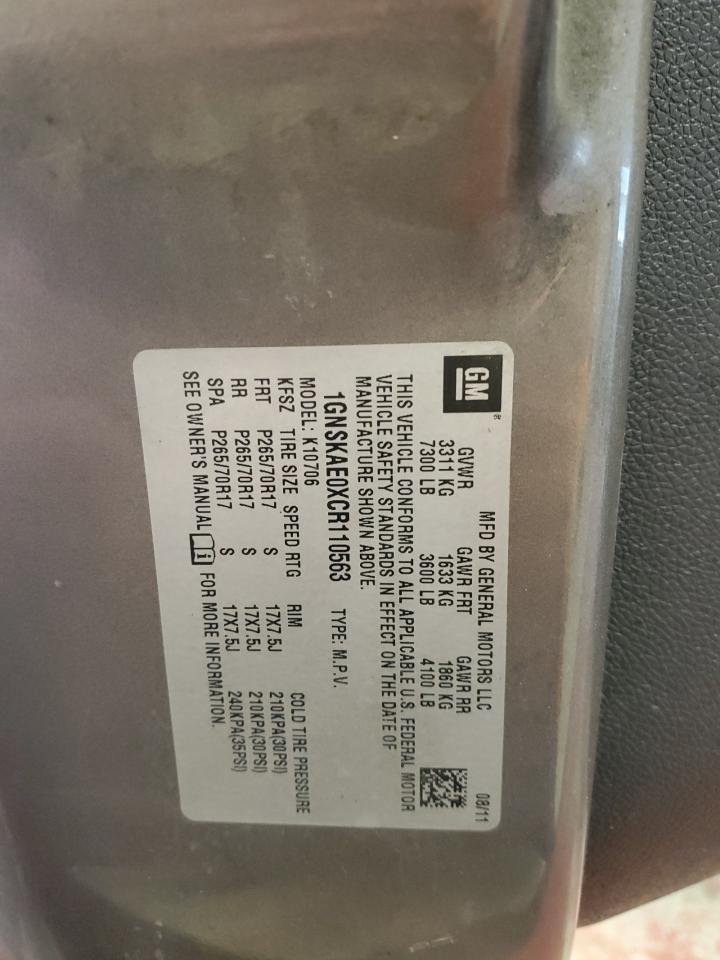 GM ®
MFD BY GENERAL MOTORS LLC 08/11
GVWR GAWR FRT GAWR RR
3311 KG 1633 KG 1860 KG
7300 LB 3600 LB 4100 LB
THIS VEHICLE CONFORMS TO ALL APPLICABLE U.S. FEDERAL MOTOR
VEHICLE SAFETY STANDARDS IN EFFECT ON THE DATE OF
MANUFACTURE SHOWN ABOVE.
1GNSKAE0XCR110563 TYPE: M.P.V.
MODEL: K10706
KFSZ TIRE SIZE SPEED RTG RIM COLD TIRE PRESSURE
FRT P265/70R17 S 17X7.5J 210KPA(30PSI)
RR P265/70R17 S 17X7.5J 210KPA(30PSI)
SPA P265/70R17 S 17X7.5J 240KPA(35PSI)
SEE OWNER'S MANUAL i FOR MORE INFORMATION.